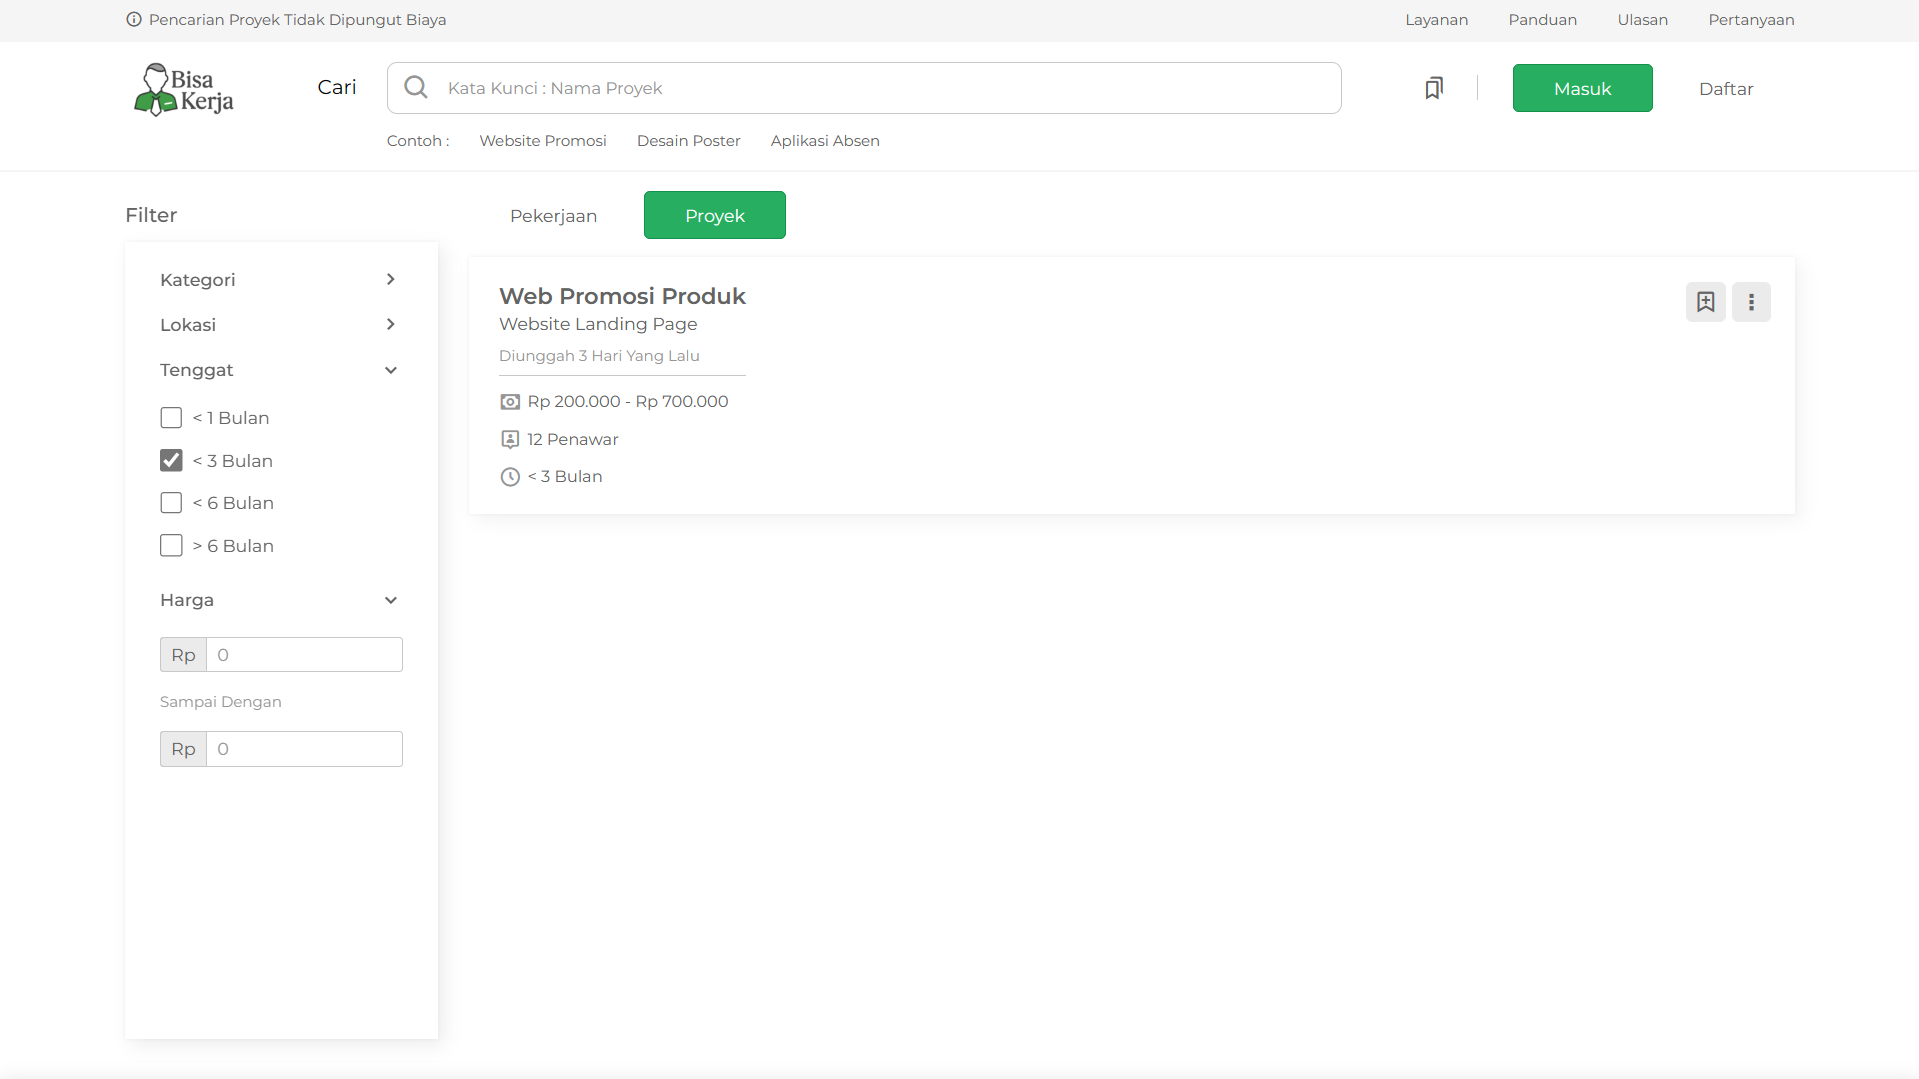 Pencarian Proyek Tidak Dipungut Biaya
Layanan
Panduan
Ulasan
Pertanyaan
Bisa
Kerja
Cari
Kata Kunci : Nama Proyek
Masuk
Daftar
Contoh :
Website Promosi
Desain Poster
Aplikasi Absen
Filter
Kategori
Lokasi
Tenggat
< 1 Bulan
< 3 Bulan
< 6 Bulan
> 6 Bulan
Harga
Rp 0
Sampai Dengan
Rp 0
Pekerjaan
Proyek
Web Promosi Produk
Website Landing Page
Diunggah 3 Hari Yang Lalu
Rp 200.000 - Rp 700.000
12 Penawar
< 3 Bulan